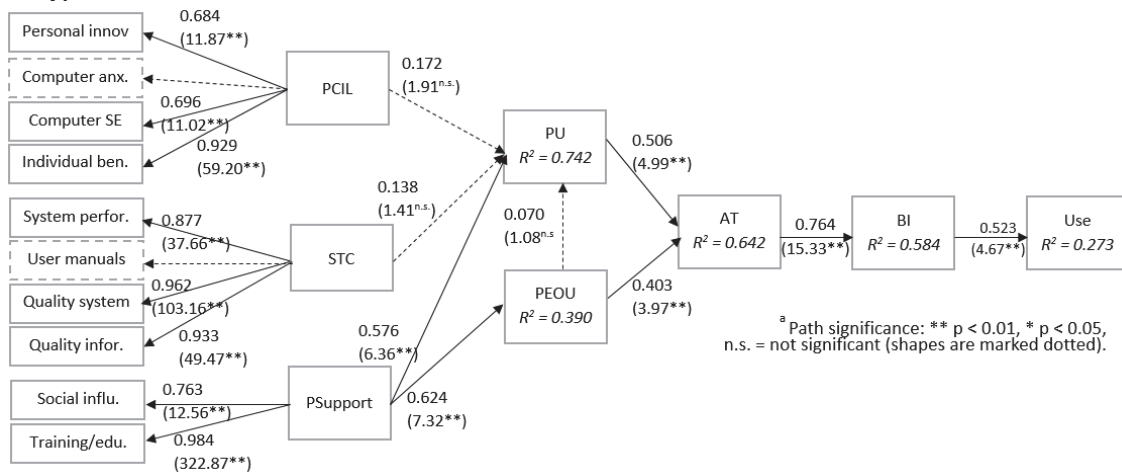 Personal innov
0.684
(11.87**)
Computer anx.
0.696
(11.02**)
Computer SE
0.929
(59.20**)
Individual ben.
PCIL
0.172
(1.91n.s.)
System perfor.
0.877
(37.66**)
User manuals
0.962
(103.16**)
Quality system
0.933
(49.47**)
Quality infor.
STC
0.138
(1.41n.s.)
Social influ.
0.763
(12.56**)
Training/edu.
0.984
(322.87**)
PSupport
0.576
(6.36**)
0.624
(7.32**)
PU
R² = 0.742
0.070
(1.08n.s
PEOU
R² = 0.390
0.506
(4.99**)
0.403
(3.97**)
AT
R² = 0.642
0.764
(15.33**)
BI
R² = 0.584
0.523
(4.67**)
Use
R² = 0.273
a Path significance: ** p < 0.01, * p < 0.05,
n.s. = not significant (shapes are marked dotted).